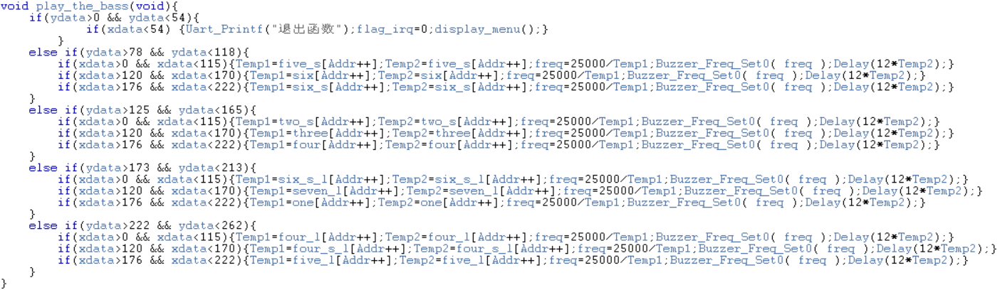 void play_the_bass(void){
    if(ydata>0 && ydata<54){
            if(xdata<54) {Uart_Printf("退出函数");flag_irq=0;display_menu();}
        }
    else if(ydata>78 && ydata<118){
        if(xdata>0 && xdata<115){Temp1=five_s[Addr++];Temp2=five_s[Addr++];freq=25000/Temp1;Buzzer_Freq_Set0( freq );Delay(12*Temp2);}
        if(xdata>120 && xdata<170){Temp1=six[Addr++];Temp2=six[Addr++];freq=25000/Temp1;Buzzer_Freq_Set0( freq );Delay(12*Temp2);}
        if(xdata>176 && xdata<222){Temp1=six_s[Addr++];Temp2=six_s[Addr++];freq=25000/Temp1;Buzzer_Freq_Set0( freq );Delay(12*Temp2);}
    }
    else if(ydata>125 && ydata<165){
        if(xdata>0 && xdata<115){Temp1=two_s[Addr++];Temp2=two_s[Addr++];freq=25000/Temp1;Buzzer_Freq_Set0( freq );Delay(12*Temp2);}
        if(xdata>120 && xdata<170){Temp1=three[Addr++];Temp2=three[Addr++];freq=25000/Temp1;Buzzer_Freq_Set0( freq );Delay(12*Temp2);}
        if(xdata>176 && xdata<222){Temp1=four[Addr++];Temp2=four[Addr++];freq=25000/Temp1;Buzzer_Freq_Set0( freq );Delay(12*Temp2);}
    }
    else if(ydata>173 && ydata<213){
        if(xdata>0 && xdata<115){Temp1=six_s_l[Addr++];Temp2=six_s_l[Addr++];freq=25000/Temp1;Buzzer_Freq_Set0( freq );Delay(12*Temp2);}
        if(xdata>120 && xdata<170){Temp1=seven_l[Addr++];Temp2=seven_l[Addr++];freq=25000/Temp1;Buzzer_Freq_Set0( freq );Delay(12*Temp2);}
        if(xdata>176 && xdata<222){Temp1=one[Addr++];Temp2=one[Addr++];freq=25000/Temp1;Buzzer_Freq_Set0( freq );Delay(12*Temp2);}
    }
    else if(ydata>222 && ydata<262){
        if(xdata>0 && xdata<115){Temp1=four_l[Addr++];Temp2=four_l[Addr++];freq=25000/Temp1;Buzzer_Freq_Set0( freq );Delay(12*Temp2);}
        if(xdata>120 && xdata<170){Temp1=four_s_l[Addr++];Temp2=four_s_l[Addr++];freq=25000/Temp1;Buzzer_Freq_Set0( freq );Delay(12*Temp2);}
        if(xdata>176 && xdata<222){Temp1=five_l[Addr++];Temp2=five_l[Addr++];freq=25000/Temp1;Buzzer_Freq_Set0( freq );Delay(12*Temp2);}
    }
}